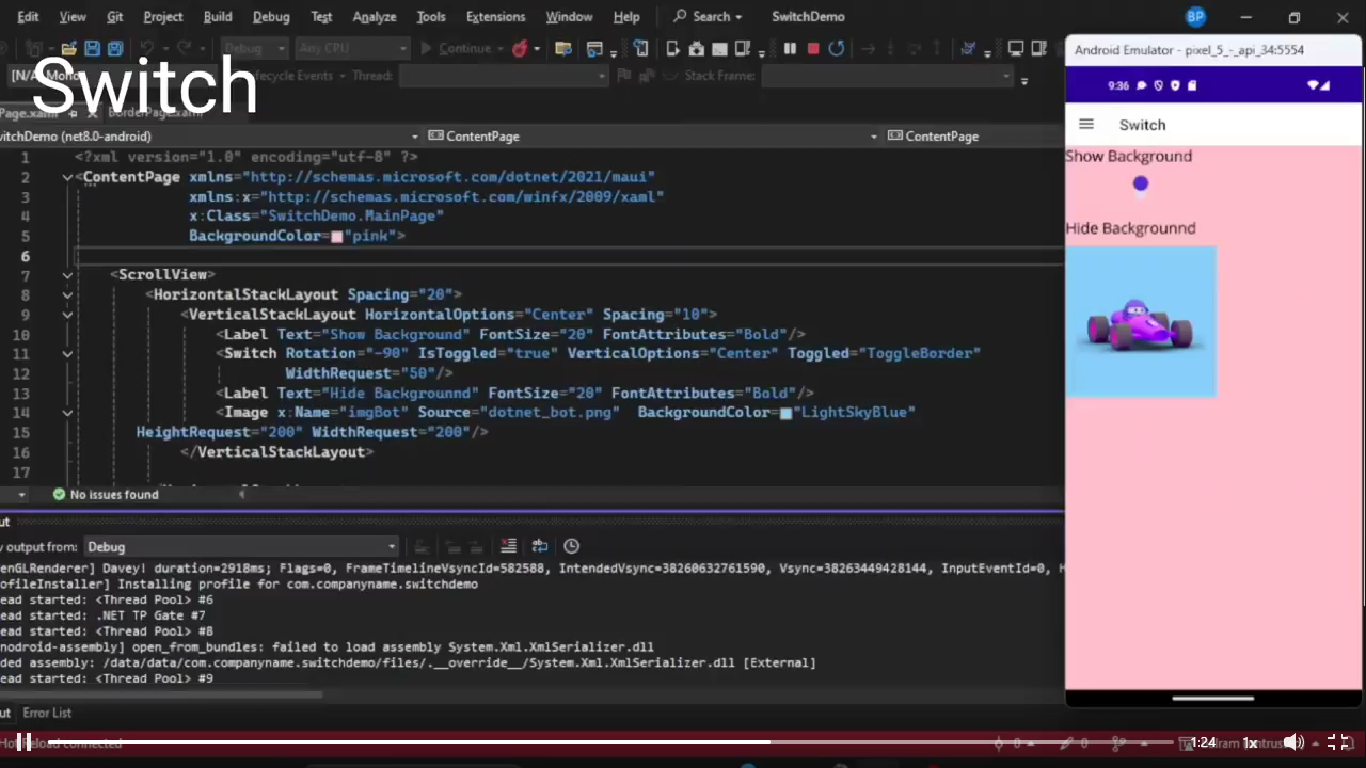 Edit View Git Project Build Debug Test Analyze Tools Extensions Window Help Search SwitchDemo BP
Debug Any CPU Continue
Lifecycle Events Thread: Stack Frame:
Switch
Page.xaml BorderPage.xaml
witchDemo (net8.0-android) ContentPage ContentPage
1 <?xml version="1.0" encoding="utf-8" ?>
2 <ContentPage xmlns="http://schemas.microsoft.com/dotnet/2021/maui"
3 xmlns:x="http://schemas.microsoft.com/winfx/2009/xaml"
4 x:Class="SwitchDemo.MainPage"
5 BackgroundColor="pink">
6
7 <ScrollView>
8 <HorizontalStackLayout Spacing="20">
9 <VerticalStackLayout HorizontalOptions="Center" Spacing="10">
10 <Label Text="Show Background" FontSize="20" FontAttributes="Bold"/>
11 <Switch Rotation="-90" IsToggled="true" VerticalOptions="Center" Toggled="ToggleBorder"
12 WidthRequest="50"/>
13 <Label Text="Hide Backgrounnd" FontSize="20" FontAttributes="Bold"/>
14 <Image x:Name="imgBot" Source="dotnet_bot.png" BackgroundColor="LightSkyBlue"
15 HeightRequest="200" WidthRequest="200"/>
16 </VerticalStackLayout>
17
No issues found
ut
output from: Debug
enGLRenderer] Davey! duration=2918ms; Flags=0, FrameTimelineVsyncId=582588, IntendedVsync=38260632761590, Vsync=38263449428144, InputEventId=0,
ofileInstaller] Installing profile for com.companyname.switchdemo
ead started: <Thread Pool> #6
ead started: .NET TP Gate #7
ead started: <Thread Pool> #8
nodroid-assembly] open_from_bundles: failed to load assembly System.Xml.XmlSerializer.dll
ded assembly: /data/data/com.companyname.switchdemo/files/.__override__/System.Xml.XmlSerializer.dll [External]
ead started: <Thread Pool> #9
ut Error List
Hot Reload connected 0 0 1:24 1x
Android Emulator - pixel_5_-_api_34:5554
9:36
Switch
Show Background
Hide Backgrounnd